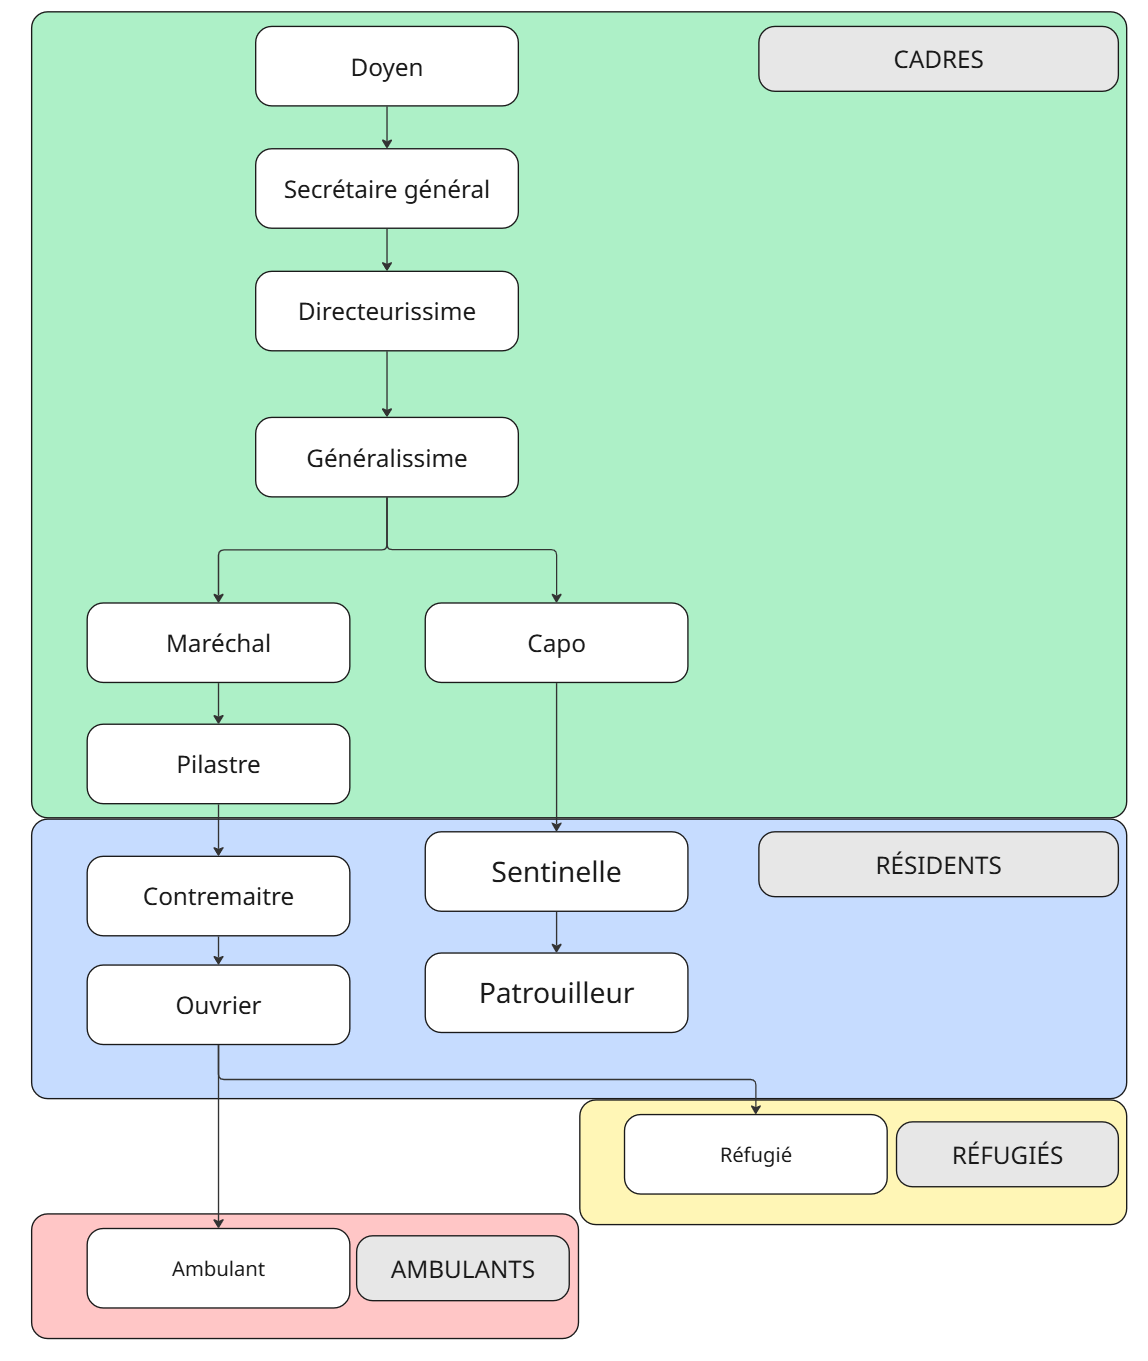 Doyen
CADRES
Secrétaire général
Directeurissime
Généralissime
Maréchal
Capo
Pilastre
Sentinelle
RÉSIDENTS
Contremaitre
Patrouilleur
Ouvrier
Réfugié
RÉFUGIÉS
Ambulant
AMBULANTS